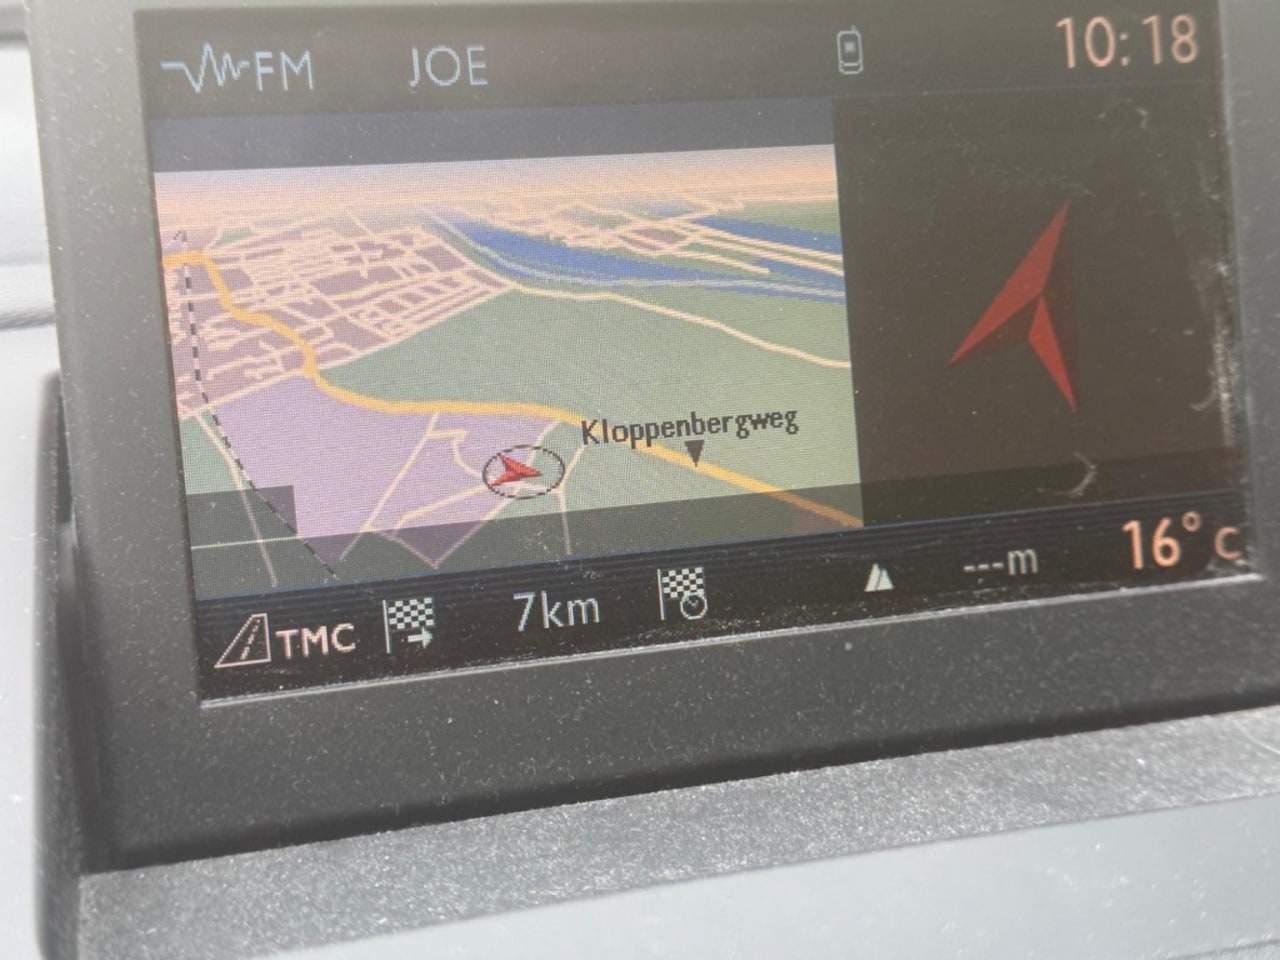 FM JOE 10:18
Kloppenbergweg
TMC 7km ---m 16° C